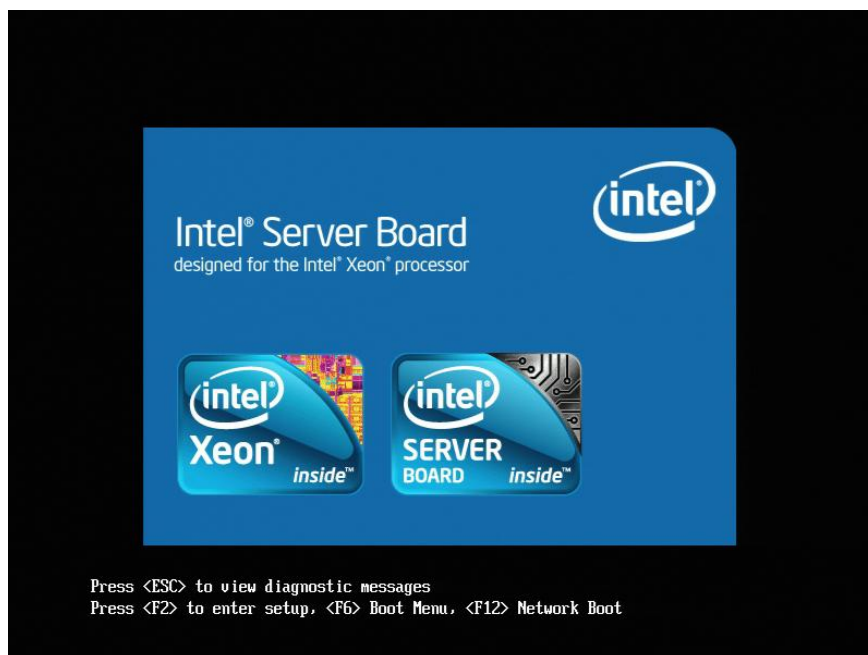 intel®
Intel® Server Board
designed for the Intel® Xeon® processor
intel®
Xeon®
inside™
intel®
SERVER
BOARD
inside™
Press <ESC> to view diagnostic messages
Press <F2> to enter setup, <F6> Boot Menu, <F12> Network Boot